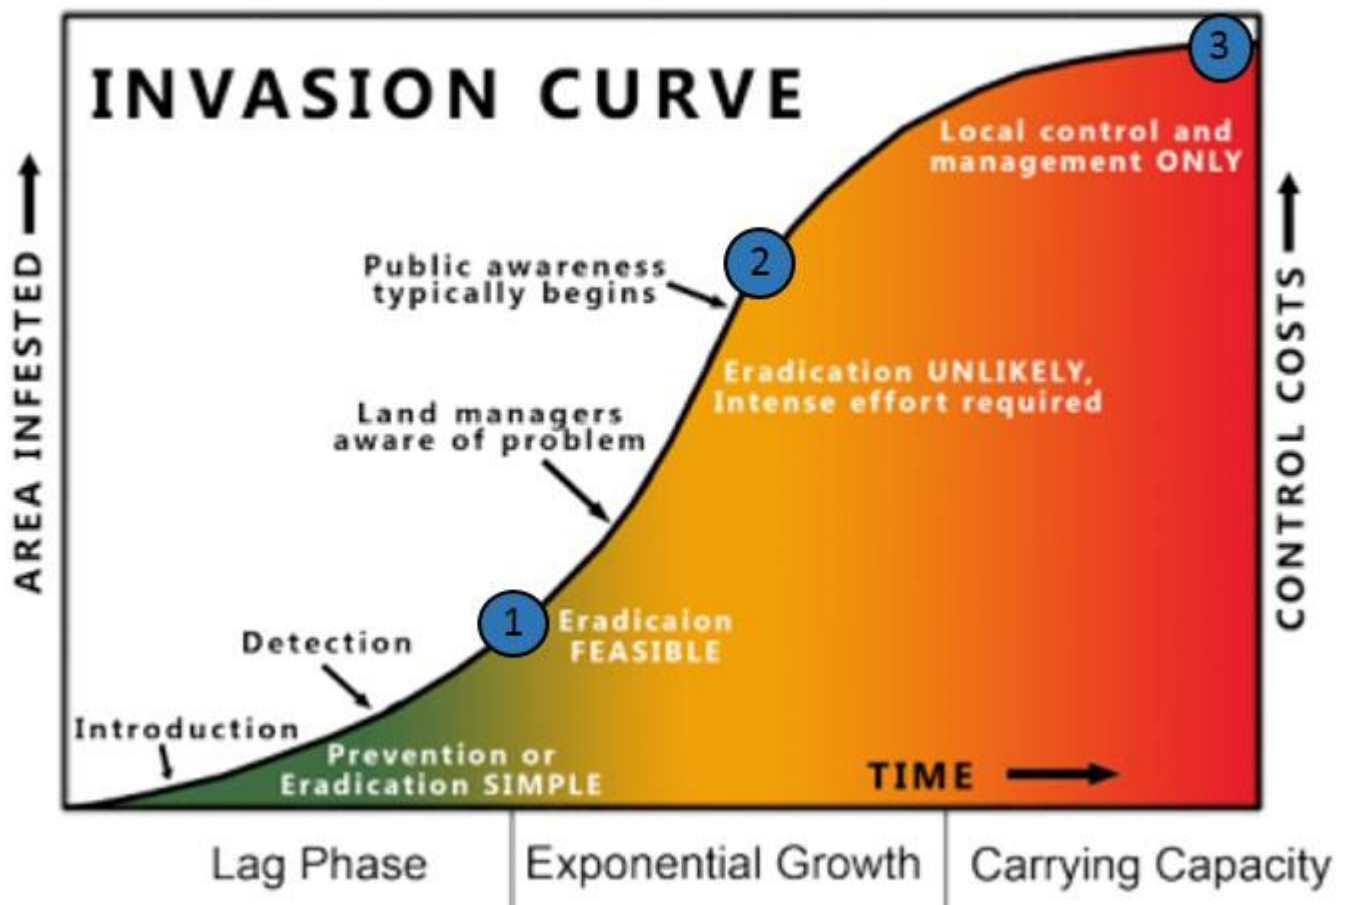 INVASION CURVE
3
Local control and
management ONLY
AREA INFESTED
CONTROL COSTS
Public awareness
typically begins
2
Eradication UNLIKELY,
Intense effort required
Land managers
aware of problem
1
Eradicaion
FEASIBLE
Detection
Introduction
Prevention or
Eradication SIMPLE
TIME
Lag Phase
Exponential Growth
Carrying Capacity